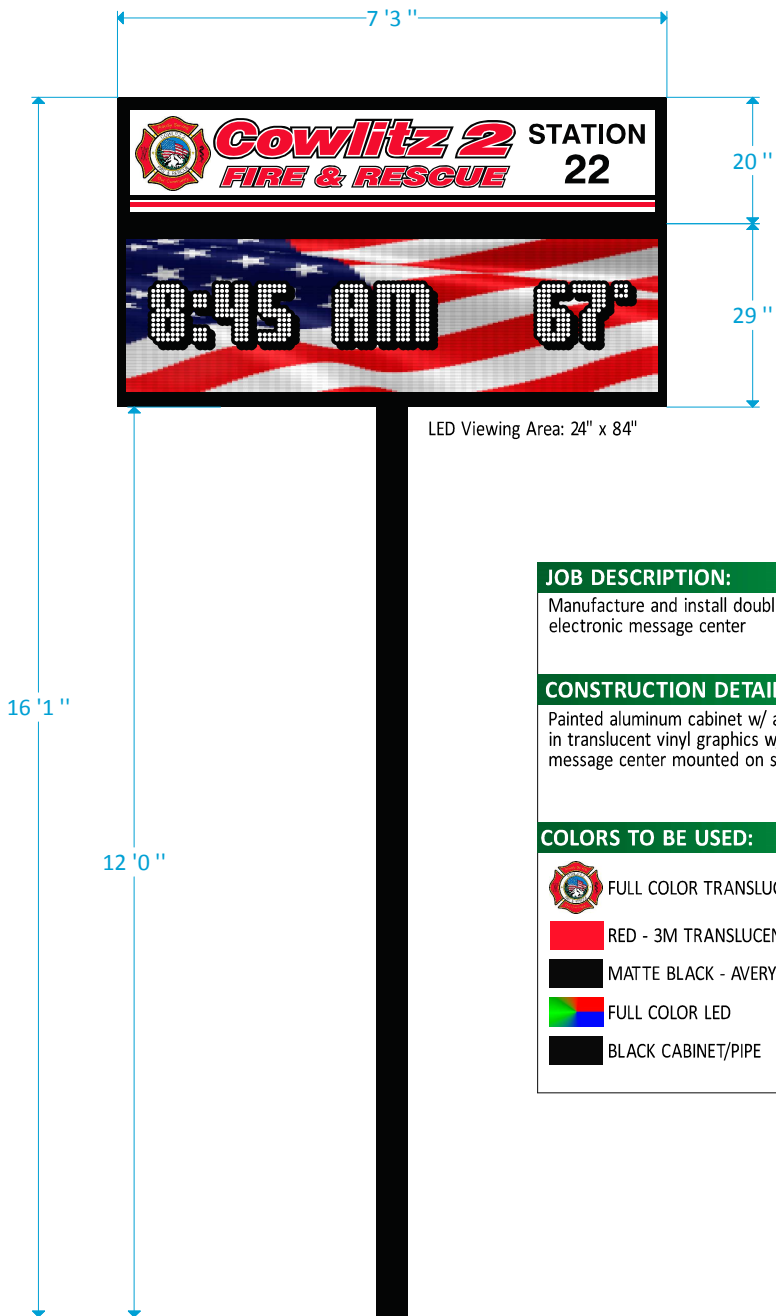 7 '3 ''
Cowlitz 2
FIRE & RESCUE
STATION
22
20 ''
8:45 AM 67°
29 ''
LED Viewing Area: 24" x 84"
16 '1 ''
12 '0 ''
JOB DESCRIPTION:
Manufacture and install doubl
electronic message center
CONSTRUCTION DETAI
Painted aluminum cabinet w/ a
in translucent vinyl graphics w
message center mounted on s
COLORS TO BE USED:
FULL COLOR TRANSLUC
RED - 3M TRANSLUCEN
MATTE BLACK - AVERY
FULL COLOR LED
BLACK CABINET/PIPE